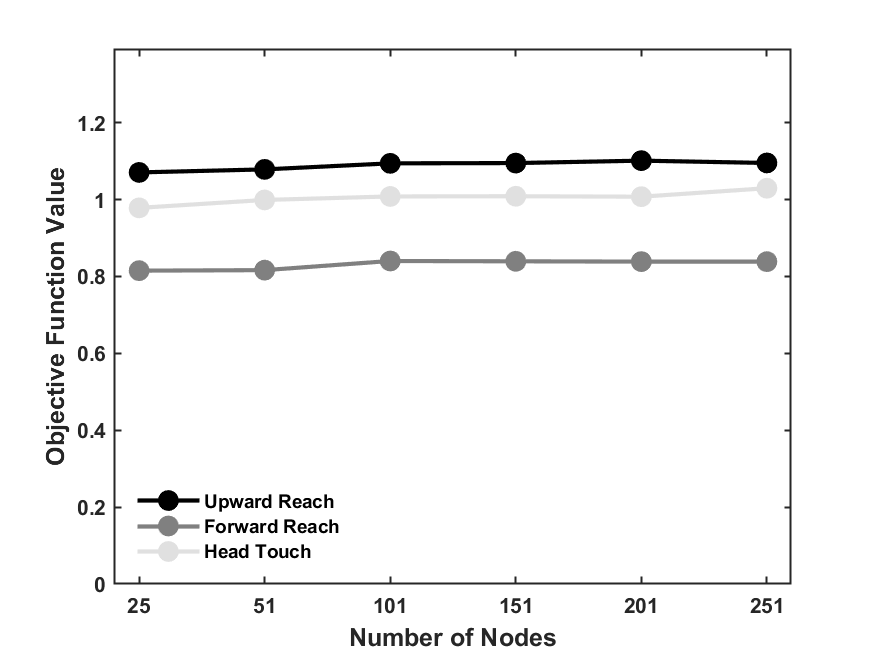 1.2
1
0.8
0.6
0.4
0.2
0
Objective Function Value
Upward Reach
Forward Reach
Head Touch
25 51 101 151 201 251
Number of Nodes